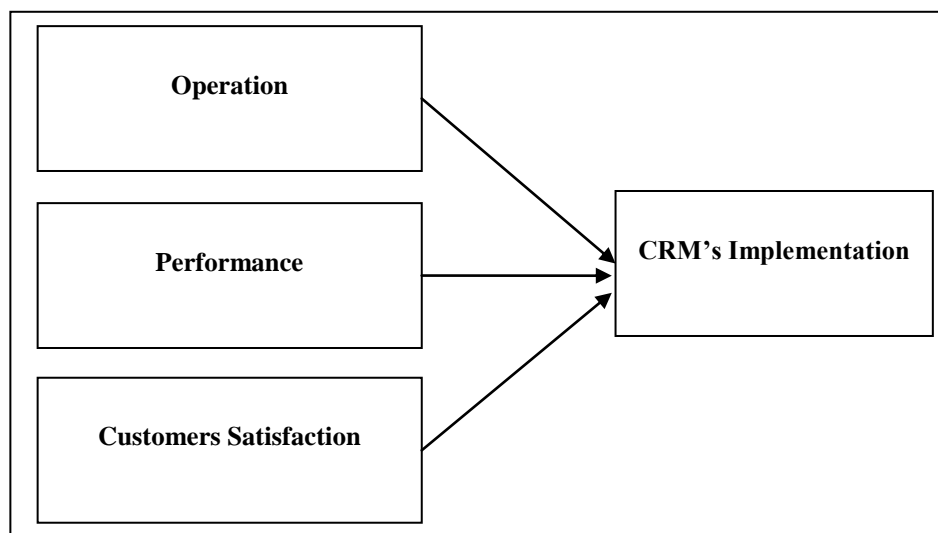 Operation
Performance
CRM’s Implementation
Customers Satisfaction